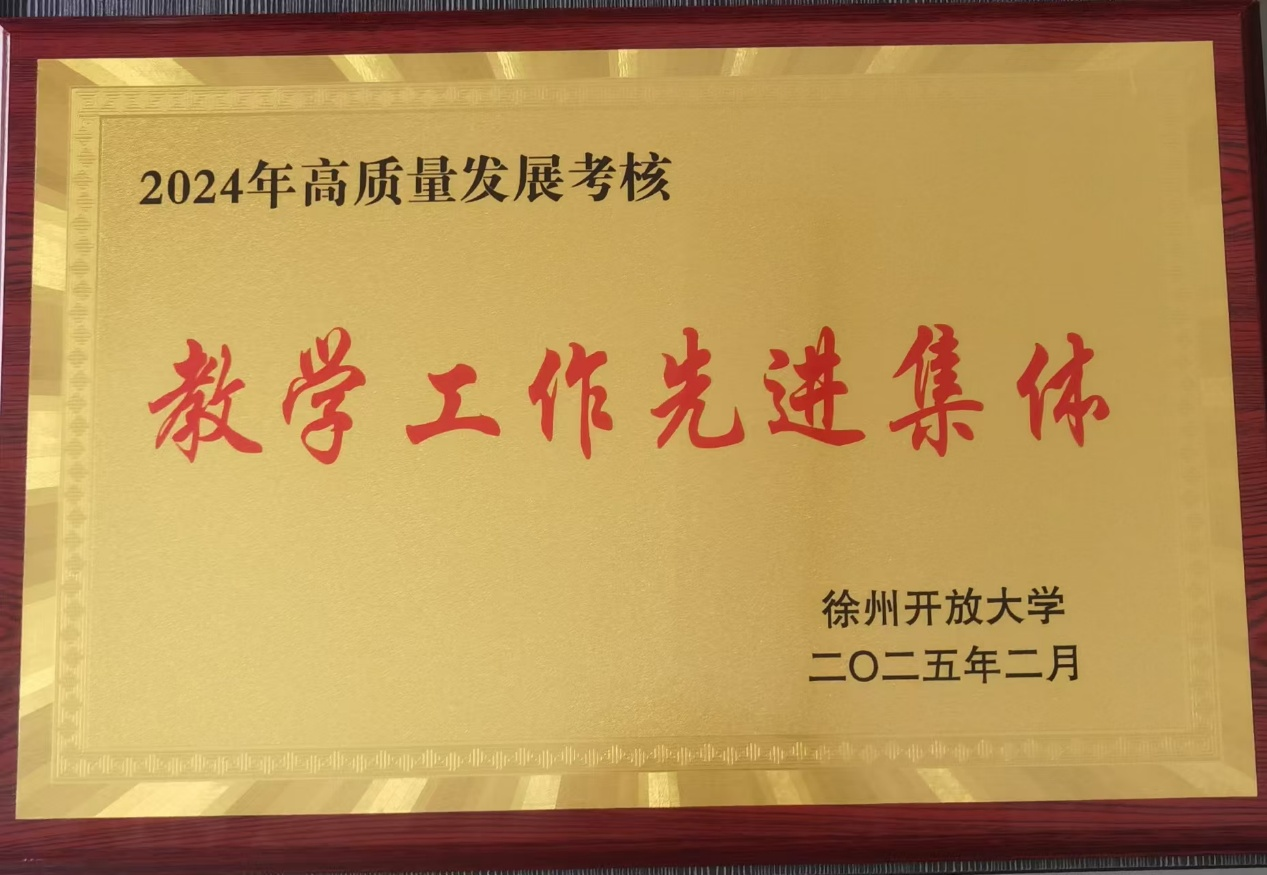 2024年高质量发展考核
教学工作先进集体
徐州开放大学
二〇二五年二月